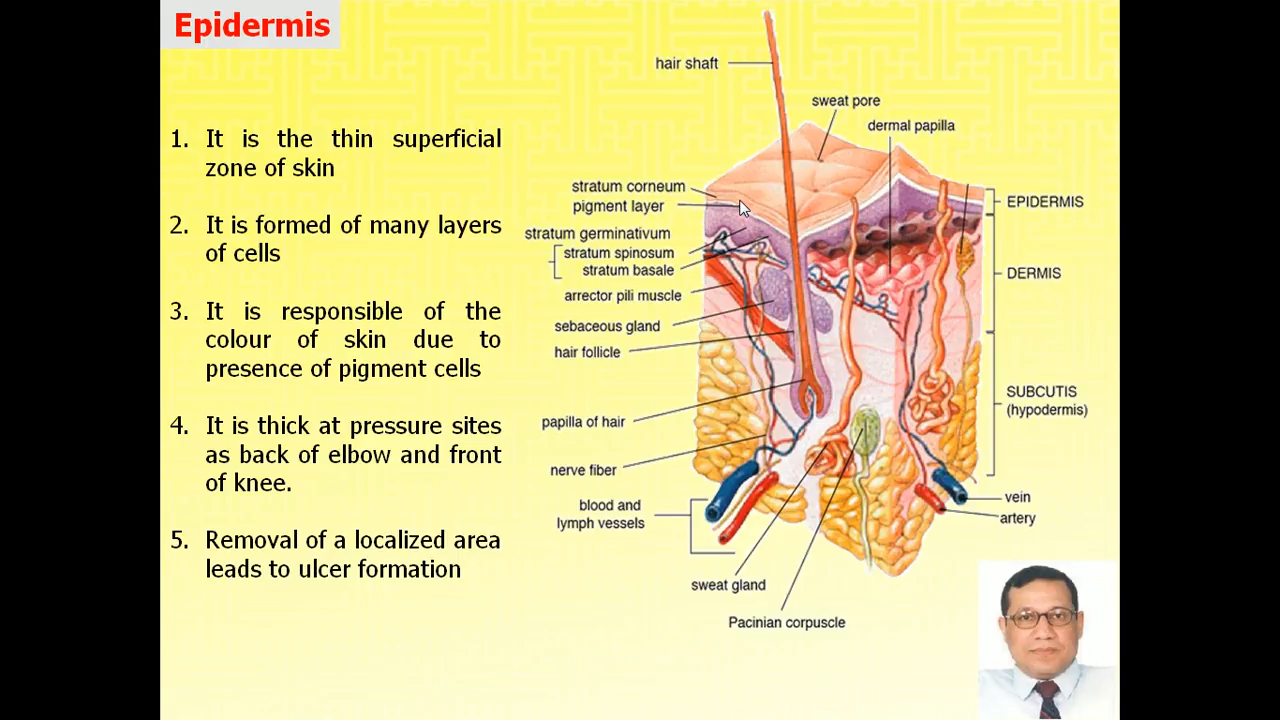 Epidermis
1. It is the thin superficial
zone of skin
2. It is formed of many layers
of cells
3. It is responsible of the
colour of skin due to
presence of pigment cells
4. It is thick at pressure sites
as back of elbow and front
of knee.
5. Removal of a localized area
leads to ulcer formation
hair shaft
sweat pore
dermal papilla
stratum corneum
pigment layer
stratum germinativum
stratum spinosum
stratum basale
arrector pili muscle
sebaceous gland
hair follicle
papilla of hair
nerve fiber
blood and
lymph vessels
sweat gland
Pacinian corpuscle
EPIDERMIS
DERMIS
SUBCUTIS
(hypodermis)
vein
artery